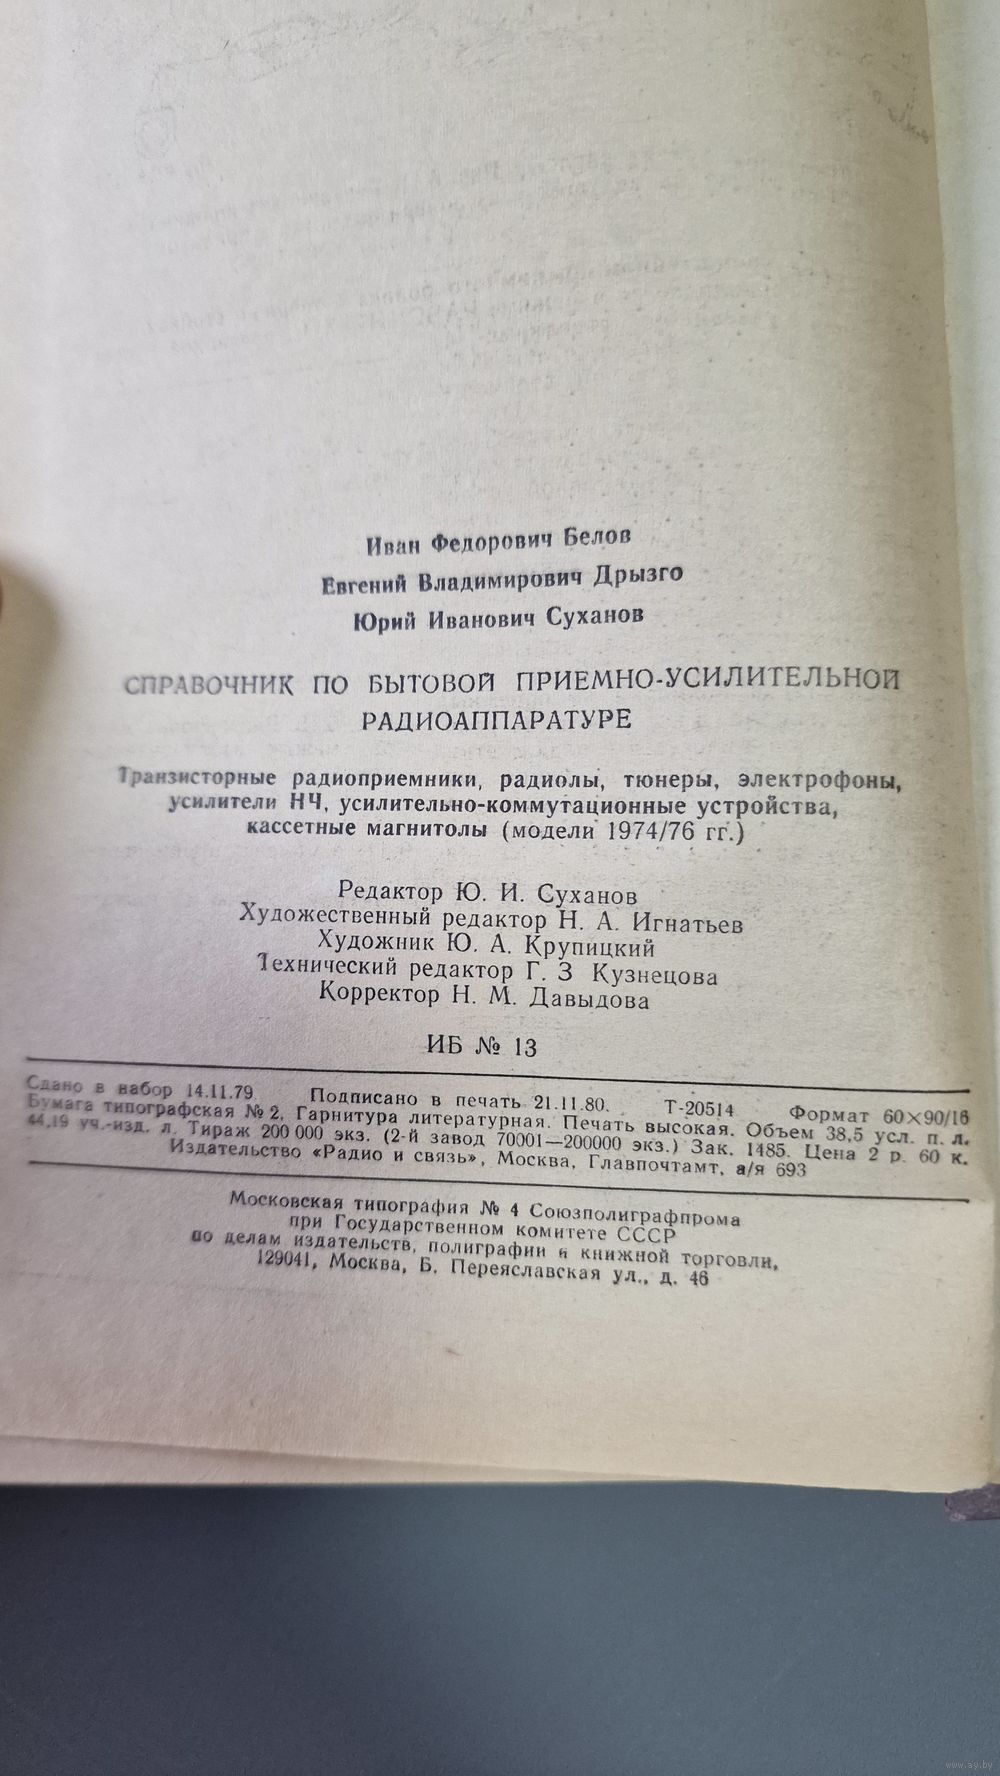 Иван Федорович Белов
Евгений Владимирович Дрызго
Юрий Иванович Суханов
СПРАВОЧНИК ПО БЫТОВОЙ ПРИЕМНО-УСИЛИТЕЛЬНОЙ
РАДИОАППАРАТУРЕ
Транзисторные радиоприемники, радиолы, тюнеры, электрофоны,
усилители НЧ, усилительно-коммутационные устройства,
кассетные магнитолы (модели 1974/76 гг.)
Редактор Ю. И. Суханов
Художественный редактор Н. А. Игнатьев
Художник Ю. А. Крупицкий
Технический редактор Г. З Кузнецова
Корректор Н. М. Давыдова
ИБ № 13
Сдано в набор 14.11.79 Подписано в печать 21.11.80. Т-20514 Формат 60×90/16
Бумага типографская № 2. Гарнитура литературная. Печать высокая. Объем 38,5 усл. п. л.
44,19 уч.-изд. л. Тираж 200 000 экз. (2-й завод 70001—200000 экз.) Зак. 1485. Цена 2 р. 60 к.
Издательство «Радио и связь», Москва, Главпочтамт, а/я 693
Московская типография № 4 Союзполиграфпрома
при Государственном комитете СССР
по делам издательств, полиграфии и книжной торговли,
129041, Москва, Б. Переяславская ул., д. 46
www.ay.by